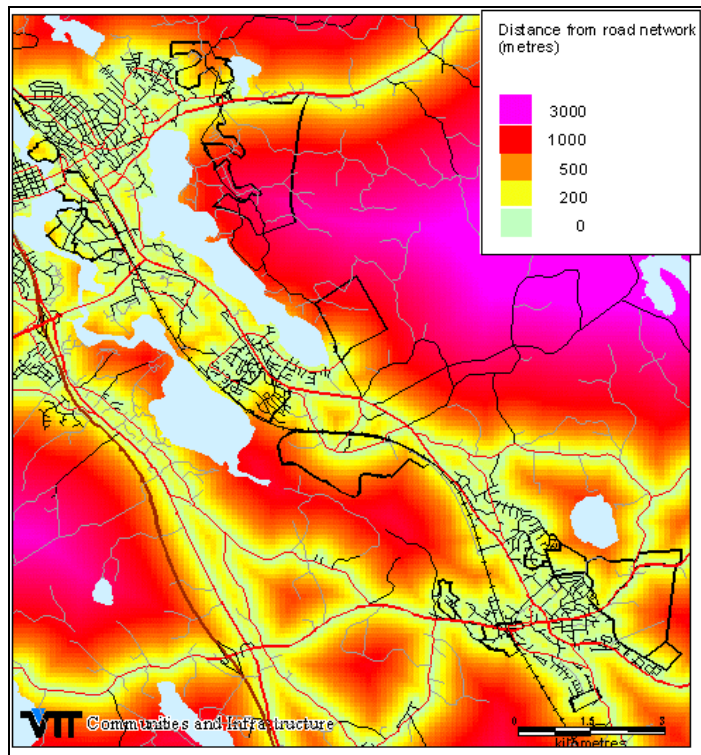 Distance from road network
(metres)
3000
1000
500
200
0
VTT Communities and Infrastructure
0 1.5 3
kilometres